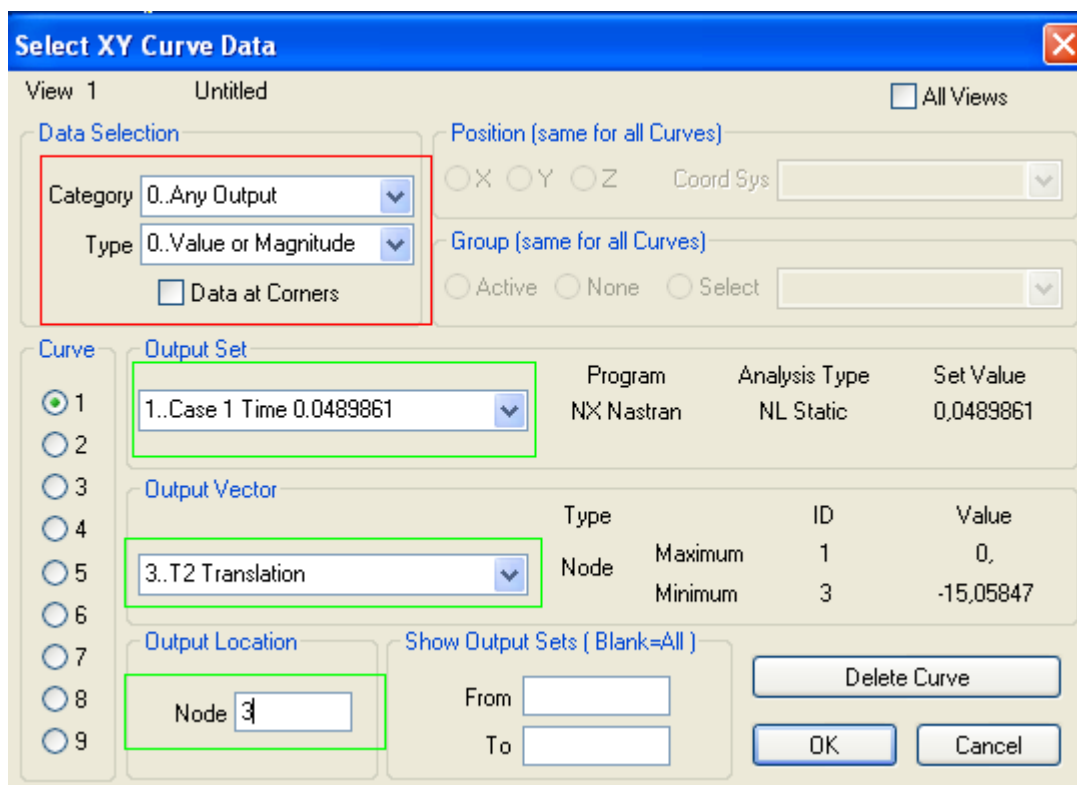 Select XY Curve Data
View 1 Untitled All Views
Data Selection
Category 0..Any Output
Type 0..Value or Magnitude
Data at Corners
Position (same for all Curves)
X Y Z Coord Sys
Group (same for all Curves)
Active None Select
Curve
1
2
3
4
5
6
7
8
9
Output Set
1..Case 1 Time 0.0489861
Program Analysis Type Set Value
NX Nastran NL Static 0,0489861
Output Vector
3..T2 Translation
Type ID Value
Node Maximum 1 0,
Minimum 3 -15,05847
Output Location
Node 3
Show Output Sets ( Blank=All )
From
To
Delete Curve
OK Cancel